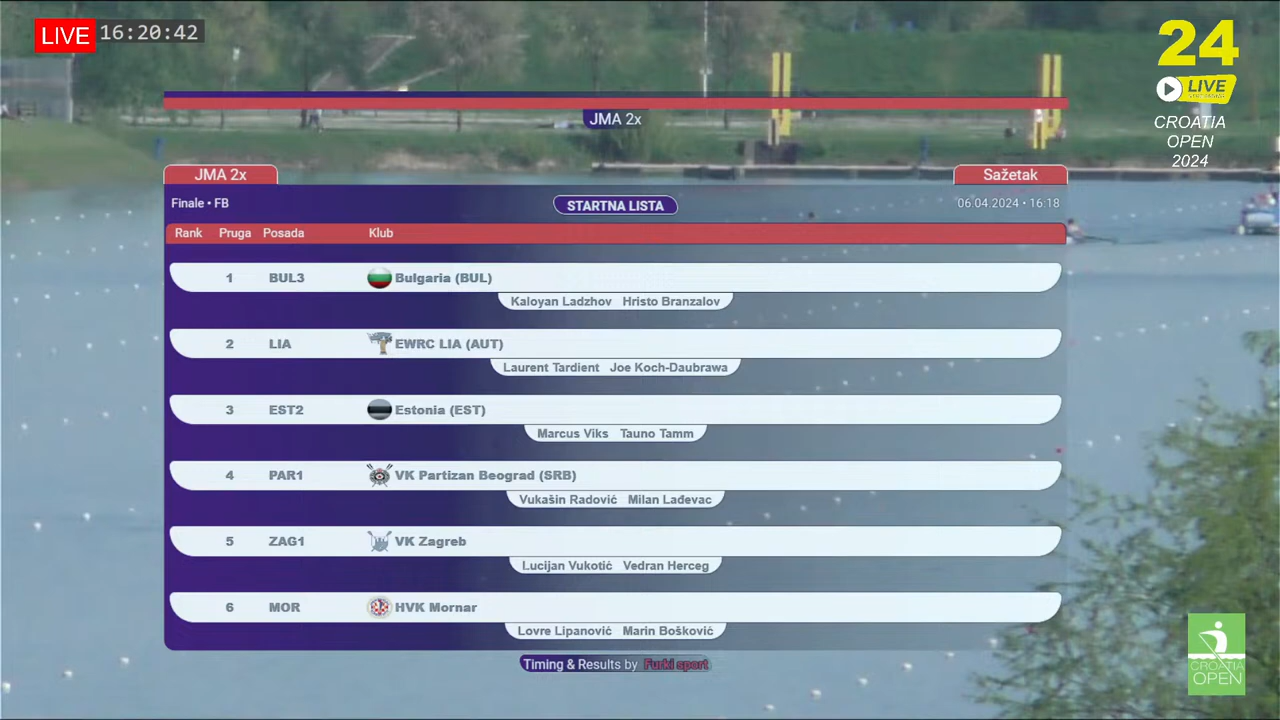 LIVE 16:20:42
24
LIVE
CROATIA
OPEN
2024
JMA 2x
JMA 2x Sažetak
Finale • FB STARTNA LISTA 06.04.2024 • 16:18
Rank Pruga Posada Klub
1 BUL3 Bulgaria (BUL)
Kaloyan Ladzhov Hristo Branzalov
2 LIA EWRC LIA (AUT)
Laurent Tardient Joe Koch-Daubrawa
3 EST2 Estonia (EST)
Marcus Viks Tauno Tamm
4 PAR1 VK Partizan Beograd (SRB)
Vukašin Radović Milan Lađevac
5 ZAG1 VK Zagreb
Lucijan Vukotić Vedran Herceg
6 MOR HVK Mornar
Lovre Lipanović Marin Bošković
Timing & Results by Furki sport
CROATIA
OPEN